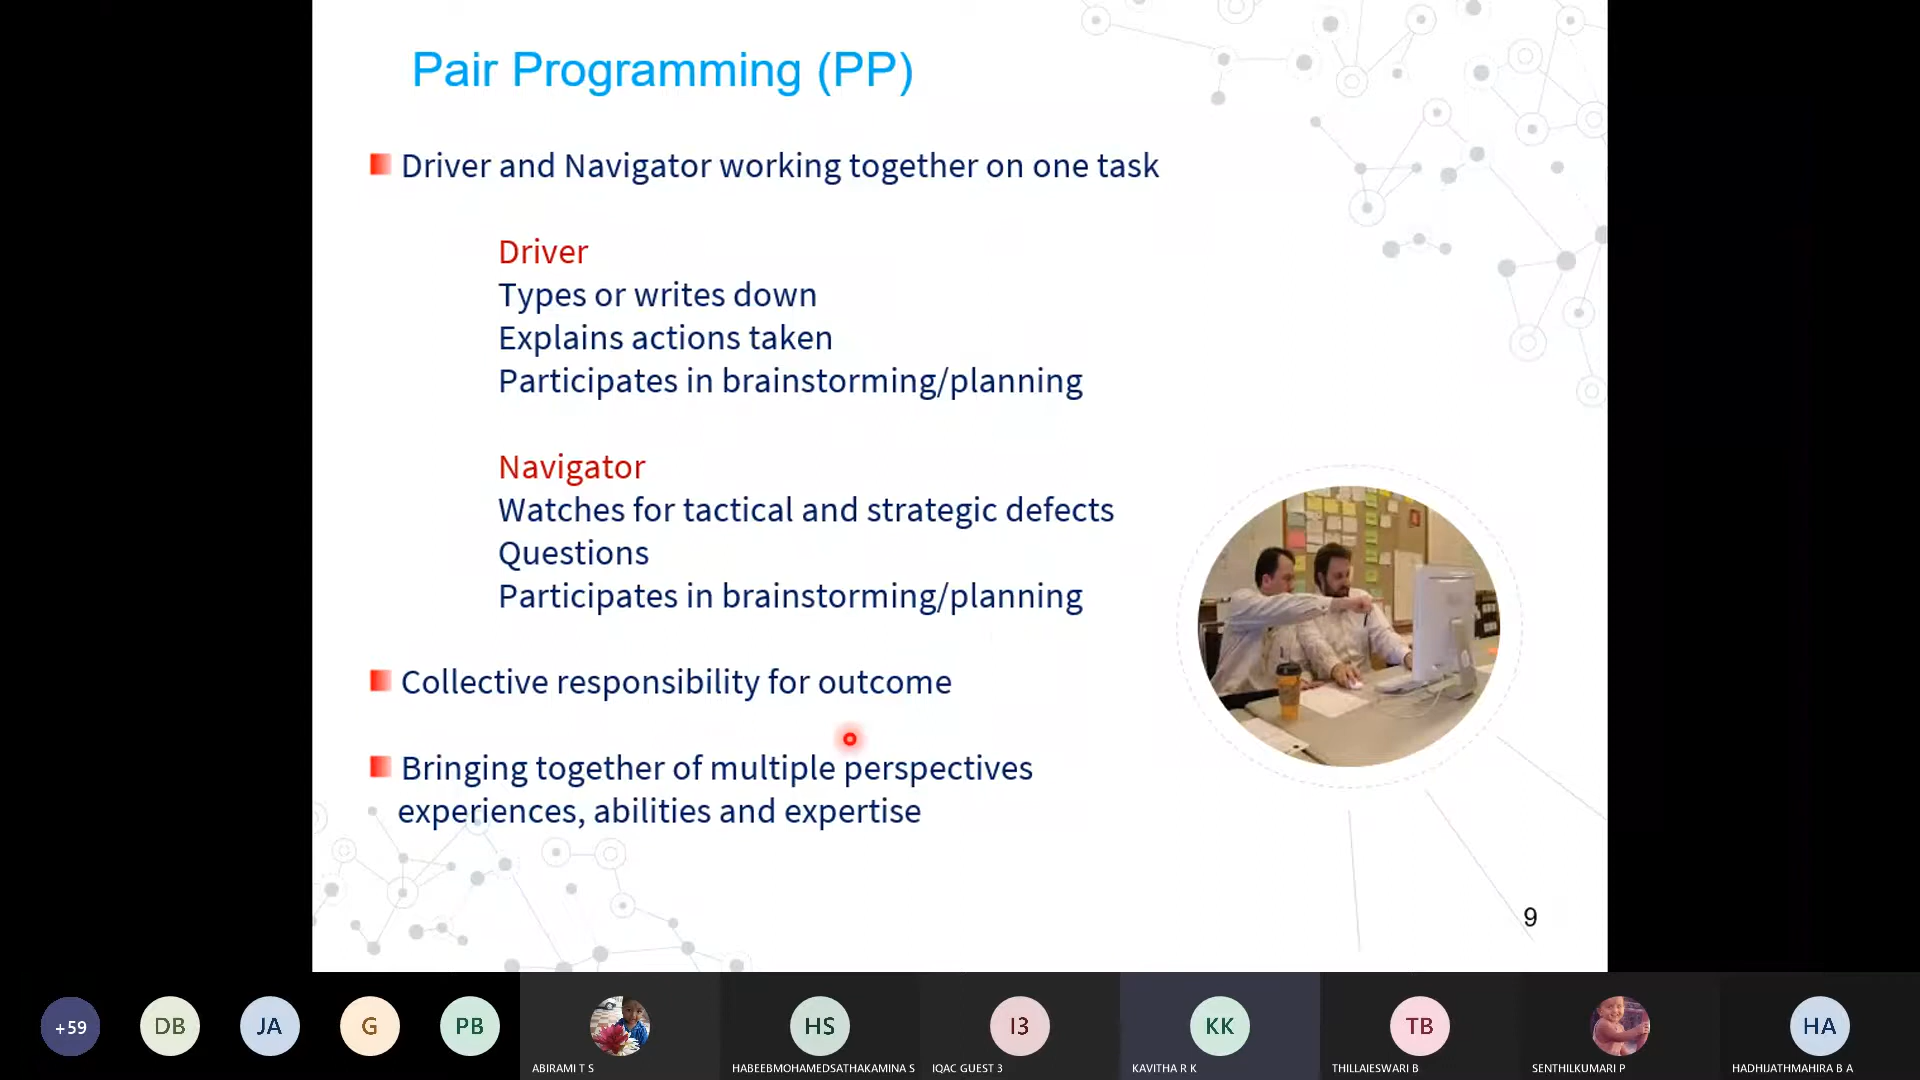 Pair Programming (PP)
Driver and Navigator working together on one task
Driver
Types or writes down
Explains actions taken
Participates in brainstorming/planning
Navigator
Watches for tactical and strategic defects
Questions
Participates in brainstorming/planning
Collective responsibility for outcome
Bringing together of multiple perspectives
experiences, abilities and expertise
9
+59
DB
JA
G
PB
HS
I3
KK
TB
HA
ABIRAMI T S
HABEEBMOHAMEDSATHAKAMINA S
IQAC GUEST 3
KAVITHA R K
THILLAIESWARI B
SENTHILKUMARI P
HADHIJATHMAHIRA B A